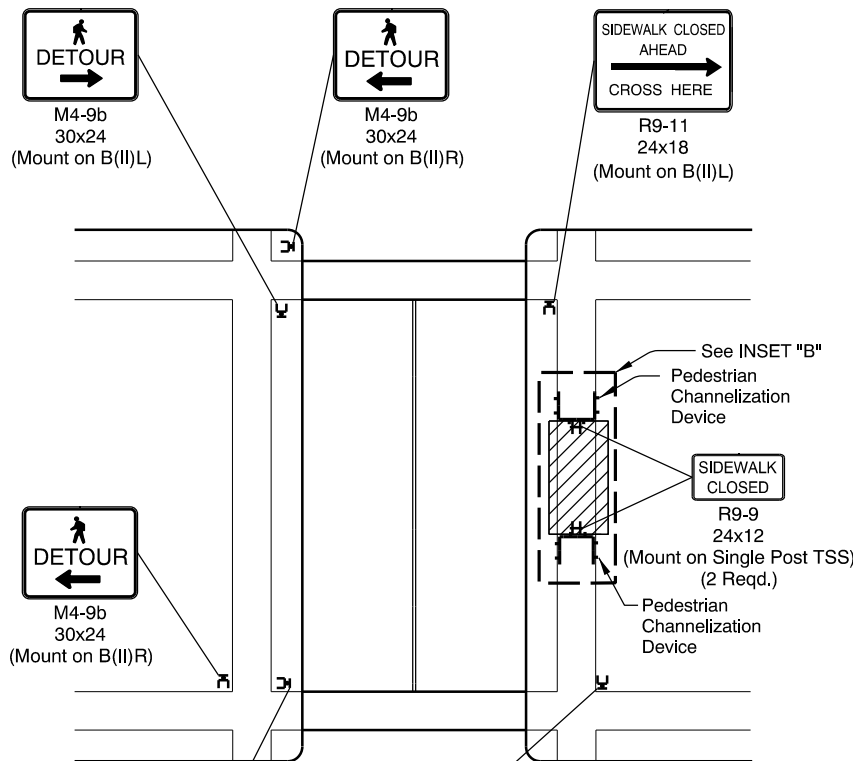 DETOUR
M4-9b
30x24
(Mount on B(II)L)
DETOUR
M4-9b
30x24
(Mount on B(II)R)
SIDEWALK CLOSED
AHEAD
CROSS HERE
R9-11
24x18
(Mount on B(II)L)
See INSET "B"
Pedestrian
Channelization
Device
SIDEWALK
CLOSED
R9-9
24x12
(Mount on Single Post TSS)
(2 Reqd.)
Pedestrian
Channelization
Device
DETOUR
M4-9b
30x24
(Mount on B(II)R)